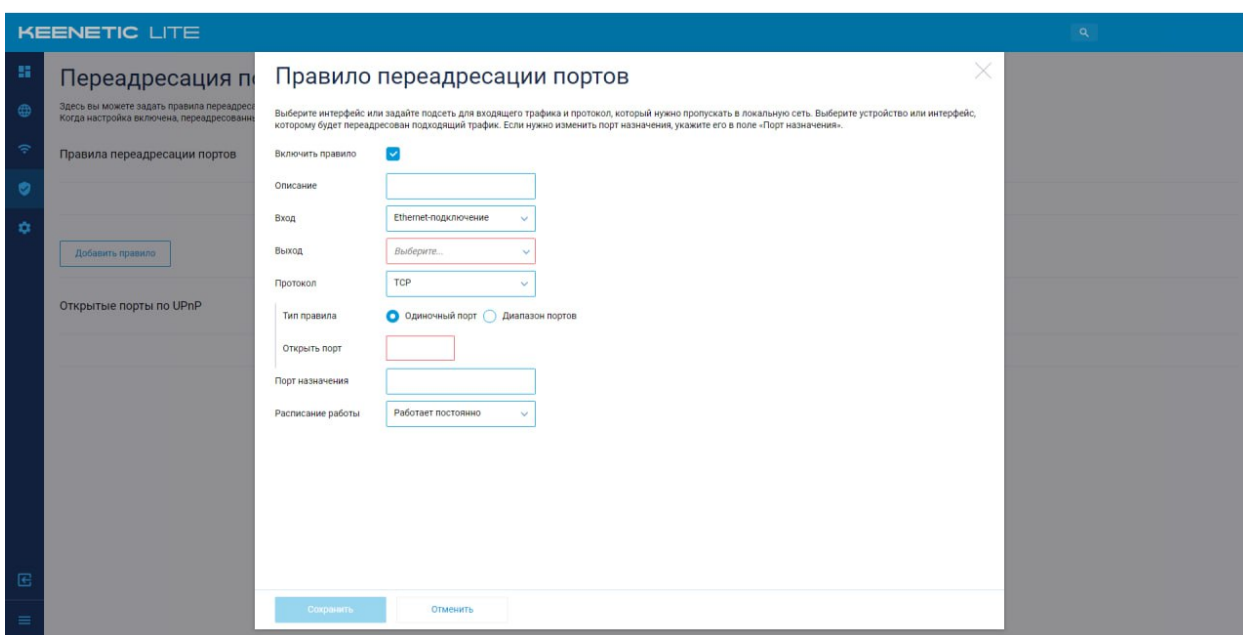 KEENETIC LITE
Переадресация п
Здесь вы можете задать правила переадрес
Когда настройка включена, переадресованн
Правила переадресации портов
Добавить правило
Открытые порты по UPnP
Правило переадресации портов
Выберите интерфейс или задайте подсеть для входящего трафика и протокол, который нужно пропускать в локальную сеть. Выберите устройство или интерфейс,
которому будет переадресован подходящий трафик. Если нужно изменить порт назначения, укажите его в поле «Порт назначения».
Включить правило
Описание
Вход Ethernet-подключение
Выход Выберите...
Протокол TCP
Тип правила Одиночный порт Диапазон портов
Открыть порт
Порт назначения
Расписание работы Работает постоянно
Сохранить Отменить